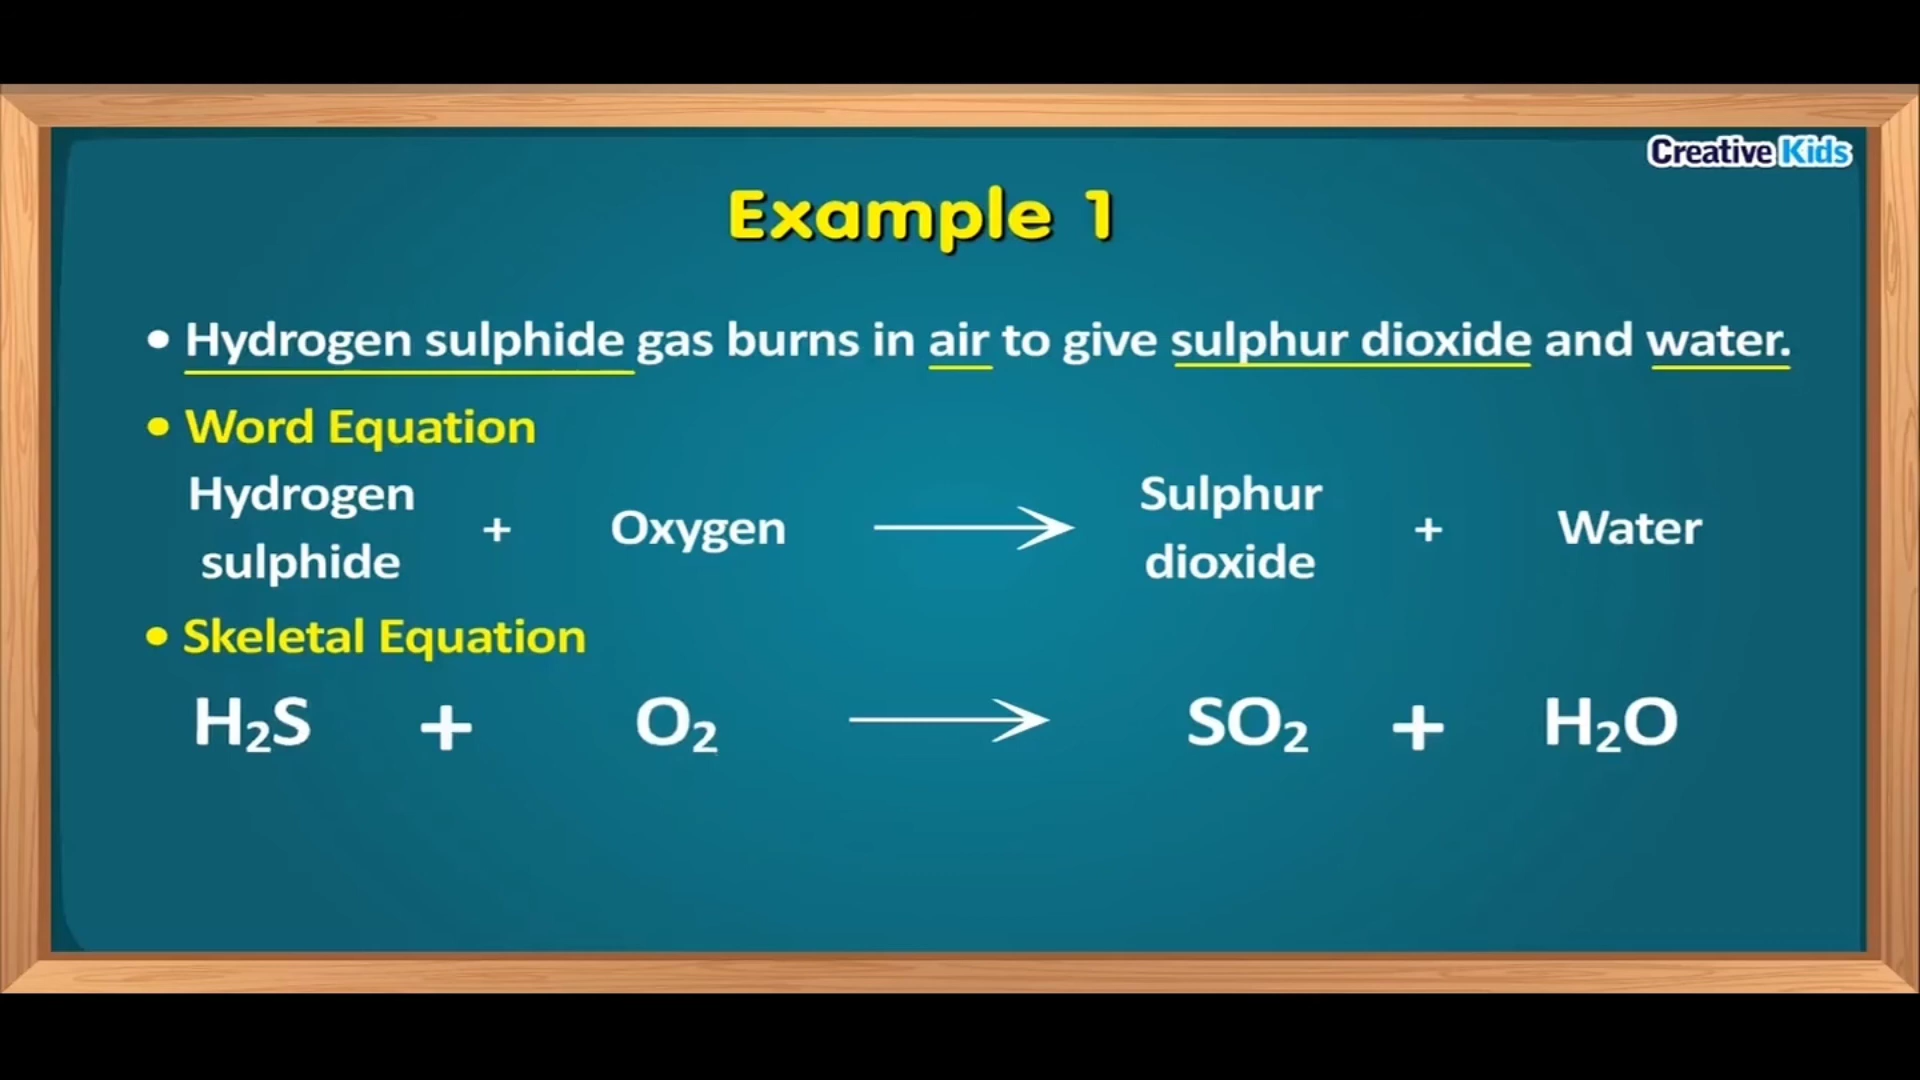 Creative Kids
Example 1
• Hydrogen sulphide gas burns in air to give sulphur dioxide and water.
• Word Equation
Hydrogen sulphide + Oxygen ⟶ Sulphur dioxide + Water
• Skeletal Equation
H₂S + O₂ ⟶ SO₂ + H₂O